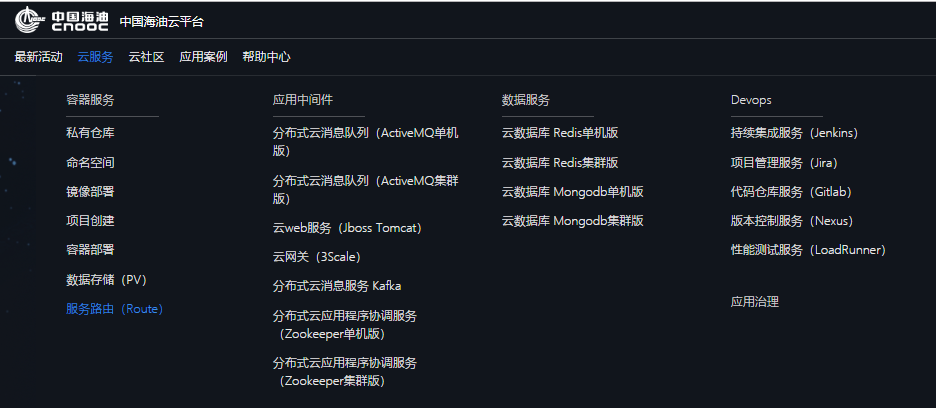 中国海油
CNOOC
中国海油云平台
最新活动 云服务 云社区 应用案例 帮助中心
容器服务
私有仓库
命名空间
镜像部署
项目创建
容器部署
数据存储（PV）
服务路由（Route）
应用中间件
分布式云消息队列（ActiveMQ单机
版）
分布式云消息队列（ActiveMQ集群
版）
云web服务（Jboss Tomcat）
云网关（3Scale）
分布式云消息服务 Kafka
分布式云应用程序协调服务
（Zookeeper单机版）
分布式云应用程序协调服务
（Zookeeper集群版）
数据服务
云数据库 Redis单机版
云数据库 Redis集群版
云数据库 Mongodb单机版
云数据库 Mongodb集群版
Devops
持续集成服务（Jenkins）
项目管理服务（Jira）
代码仓库服务（Gitlab）
版本控制服务（Nexus）
性能测试服务（LoadRunner）
应用治理